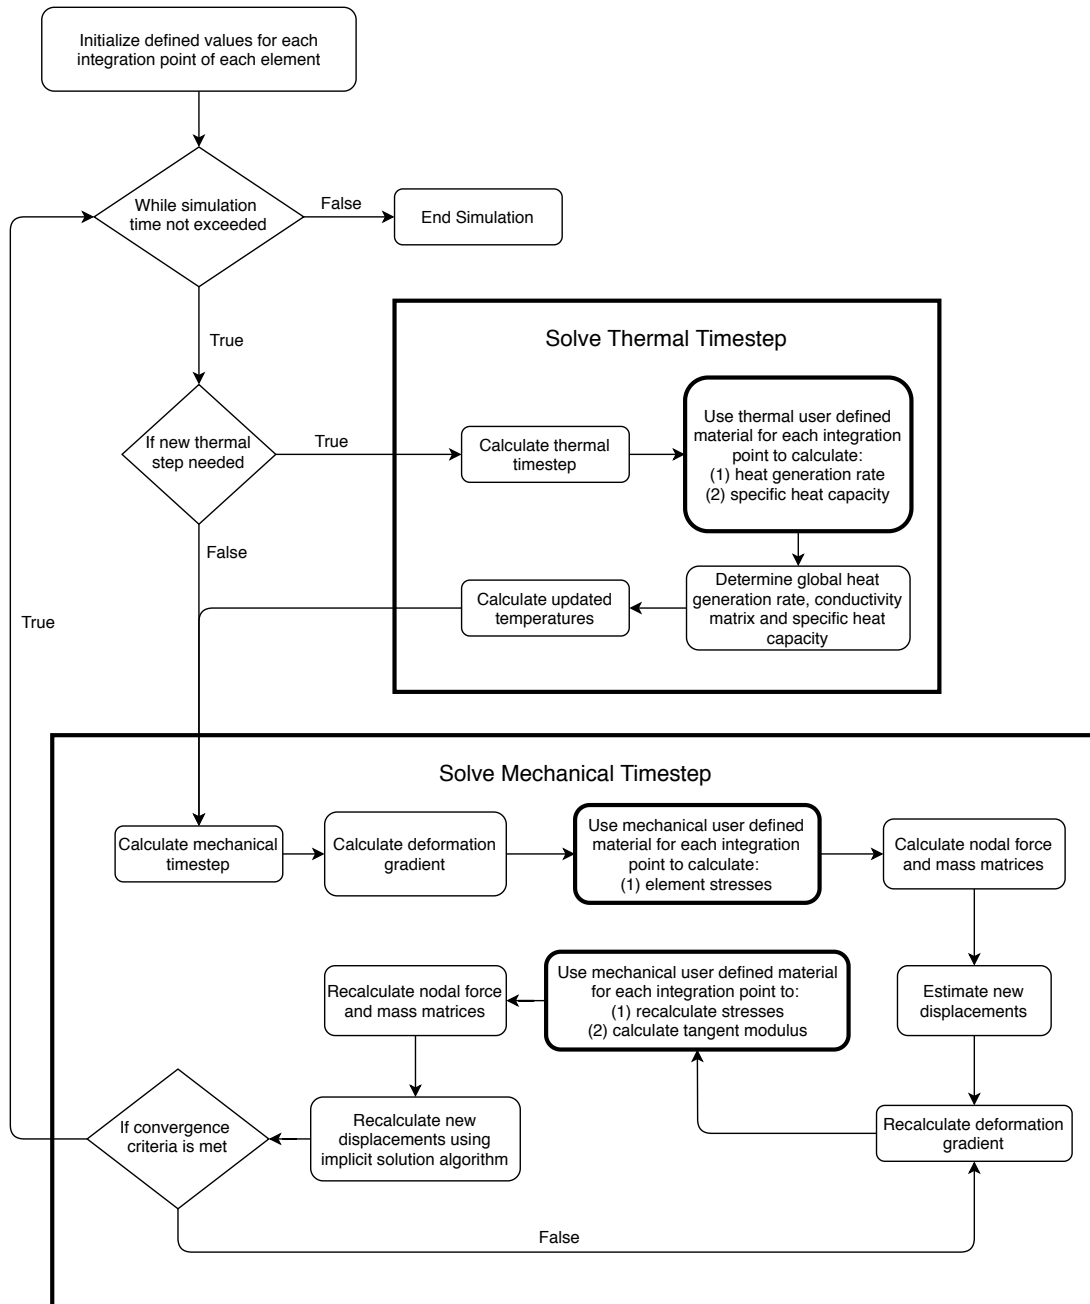 Initialize defined values for each
integration point of each element
While simulation
time not exceeded
False
End Simulation
True
Solve Thermal Timestep
If new thermal
step needed
True
Calculate thermal
timestep
Use thermal user defined
material for each integration
point to calculate:
(1) heat generation rate
(2) specific heat capacity
False
Calculate updated
temperatures
Determine global heat
generation rate, conductivity
matrix and specific heat
capacity
True
Solve Mechanical Timestep
Calculate mechanical
timestep
Calculate deformation
gradient
Use mechanical user defined
material for each integration
point to calculate:
(1) element stresses
Calculate nodal force
and mass matrices
Recalculate nodal force
and mass matrices
Use mechanical user defined material
for each integration point to:
(1) recalculate stresses
(2) calculate tangent modulus
Estimate new
displacements
If convergence
criteria is met
Recalculate new
displacements using
implicit solution algorithm
Recalculate deformation
gradient
False